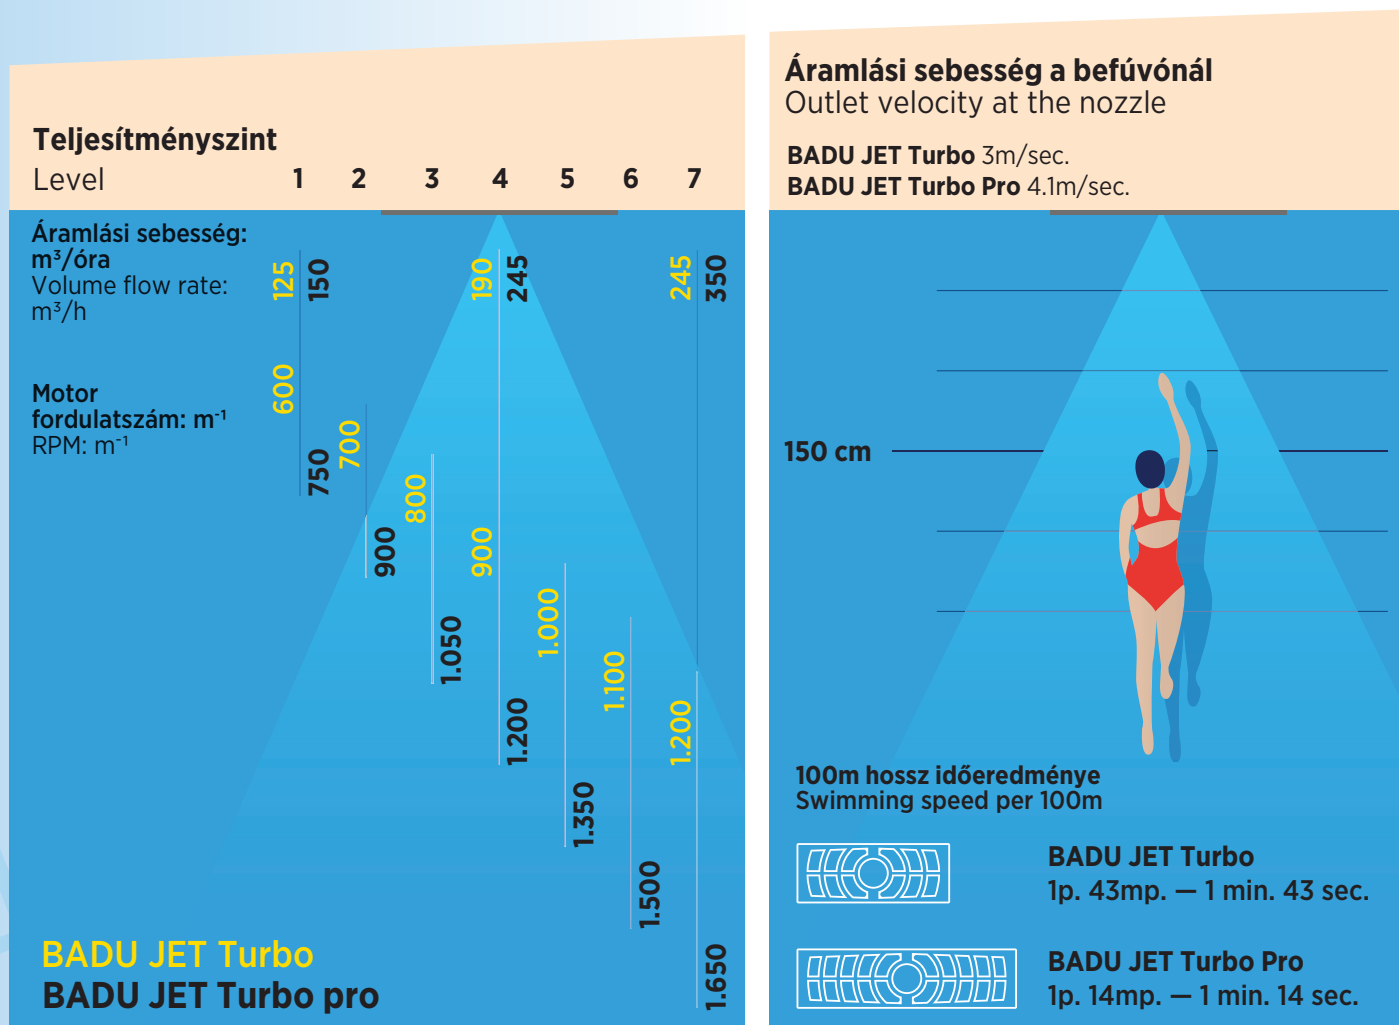 Teljesítményszint
Level 1 2 3 4 5 6 7
Áramlási sebesség:
m³/óra
Volume flow rate:
m³/h
125 150 190 245 245 350
Motor
fordulatszám: m⁻¹
RPM: m⁻¹
600 750
700 900
800 1.050
900 1.200
1.000 1.350
1.100 1.500
1.200 1.650
BADU JET Turbo
BADU JET Turbo pro
Áramlási sebesség a befúvónál
Outlet velocity at the nozzle
BADU JET Turbo 3m/sec.
BADU JET Turbo Pro 4.1m/sec.
150 cm
100m hossz időeredménye
Swimming speed per 100m
BADU JET Turbo
1p. 43mp. — 1 min. 43 sec.
BADU JET Turbo Pro
1p. 14mp. — 1 min. 14 sec.